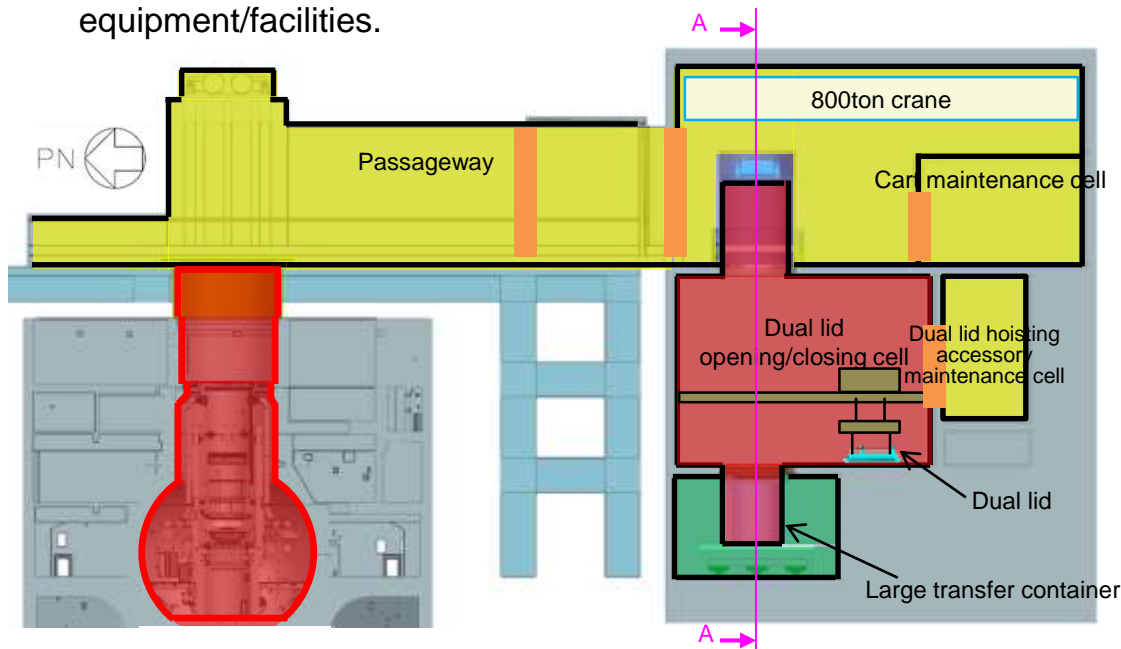 equipment/facilities.
A
800ton crane
PN
Passageway
Cart maintenance cell
Dual lid
opening/closing cell
Dual lid hoisting
accessory
maintenance cell
Dual lid
Large transfer container
A